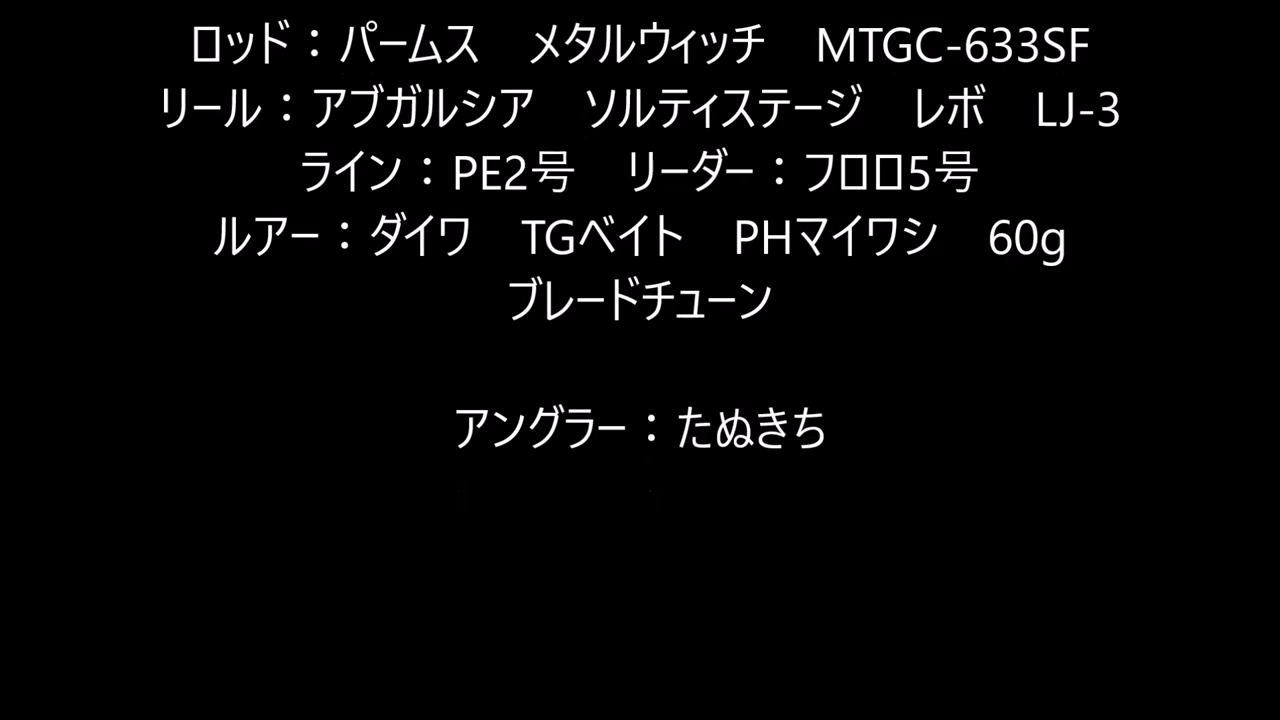 ロッド：パームス　メタルウィッチ　MTGC-633SF
リール：アブガルシア　ソルティステージ　レボ　LJ-3
ライン：PE2号　リーダー：フロロ5号
ルアー：ダイワ　TGベイト　PHマイワシ　60g
ブレードチューン
アングラー：たぬきち